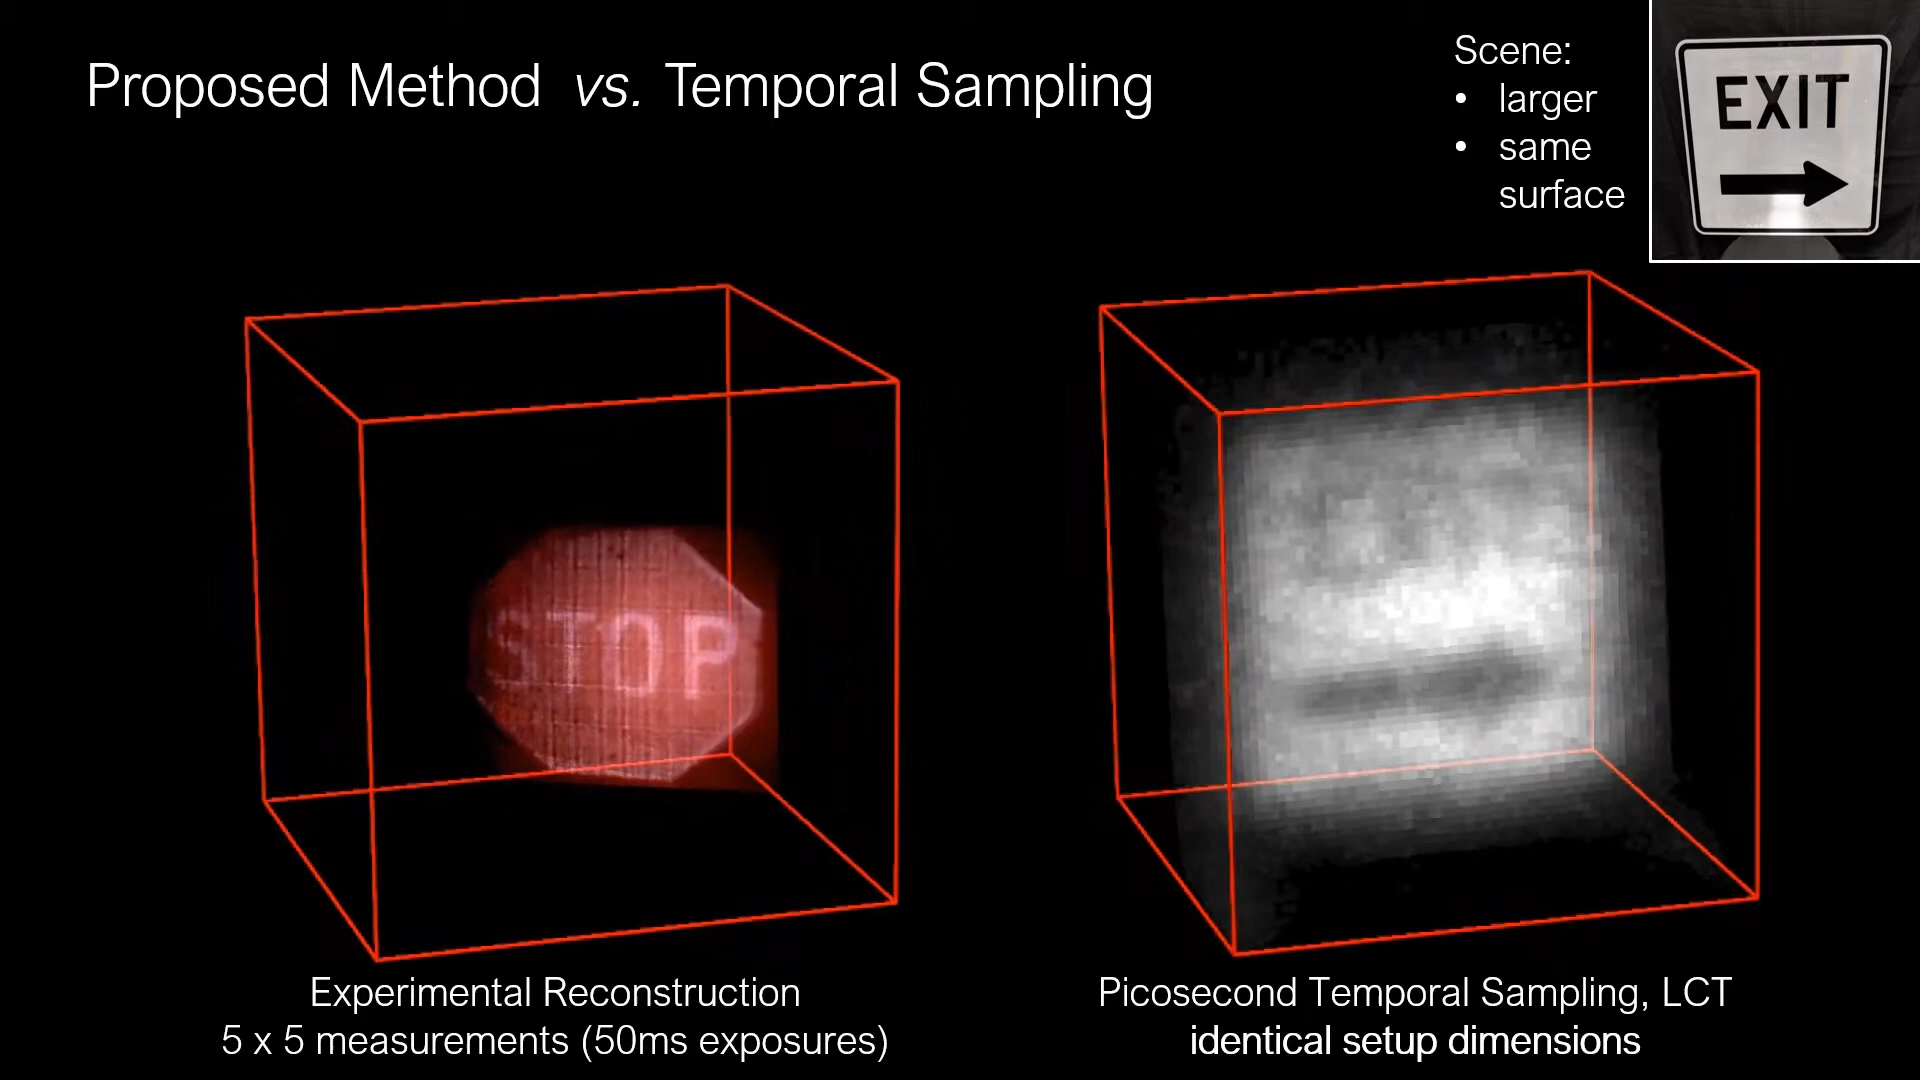 Proposed Method vs. Temporal Sampling
Scene:
• larger
• same
surface
EXIT
STOP
Experimental Reconstruction
5 x 5 measurements (50ms exposures)
Picosecond Temporal Sampling, LCT
identical setup dimensions